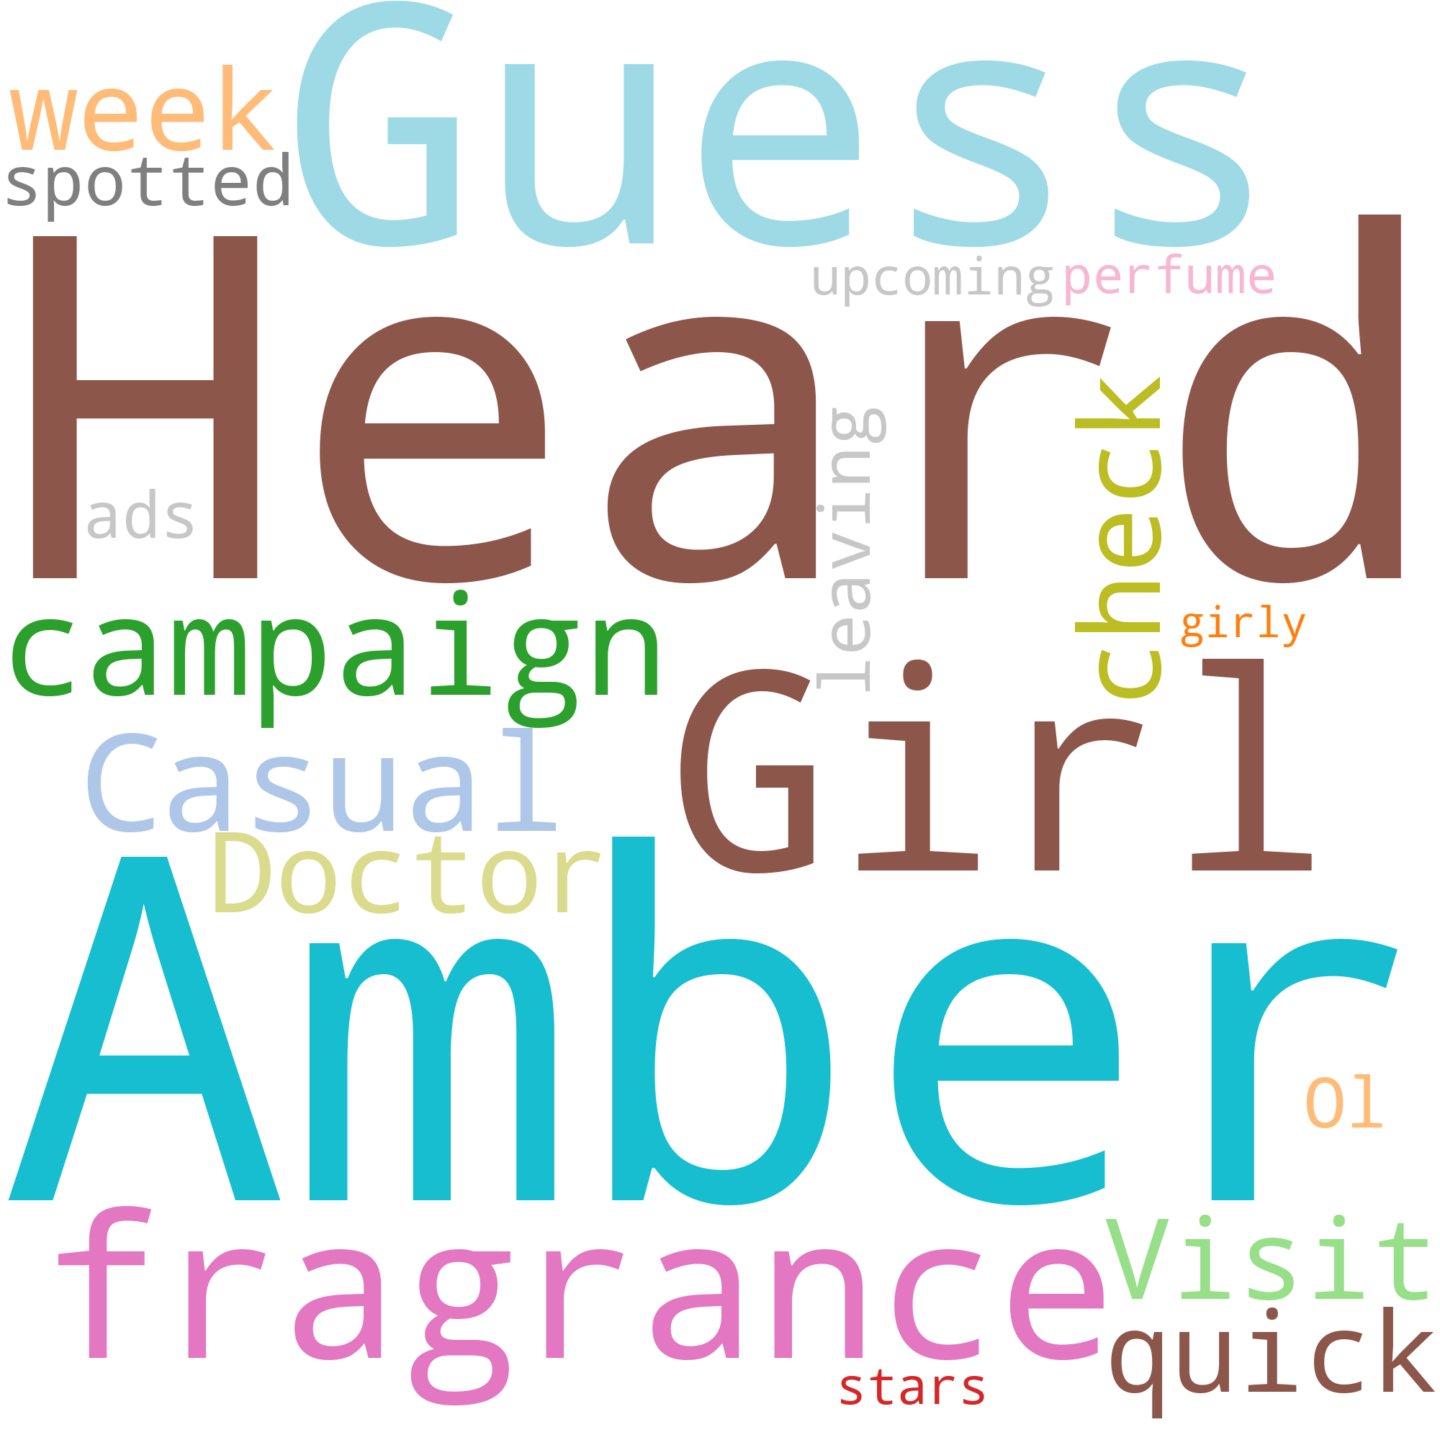 Guess
week
spotted
Heard
upcoming
perfume
check
leaving
ads
campaign
girly
Girl
Casual
Doctor
Amber
Ol
fragrance
Visit
quick
stars